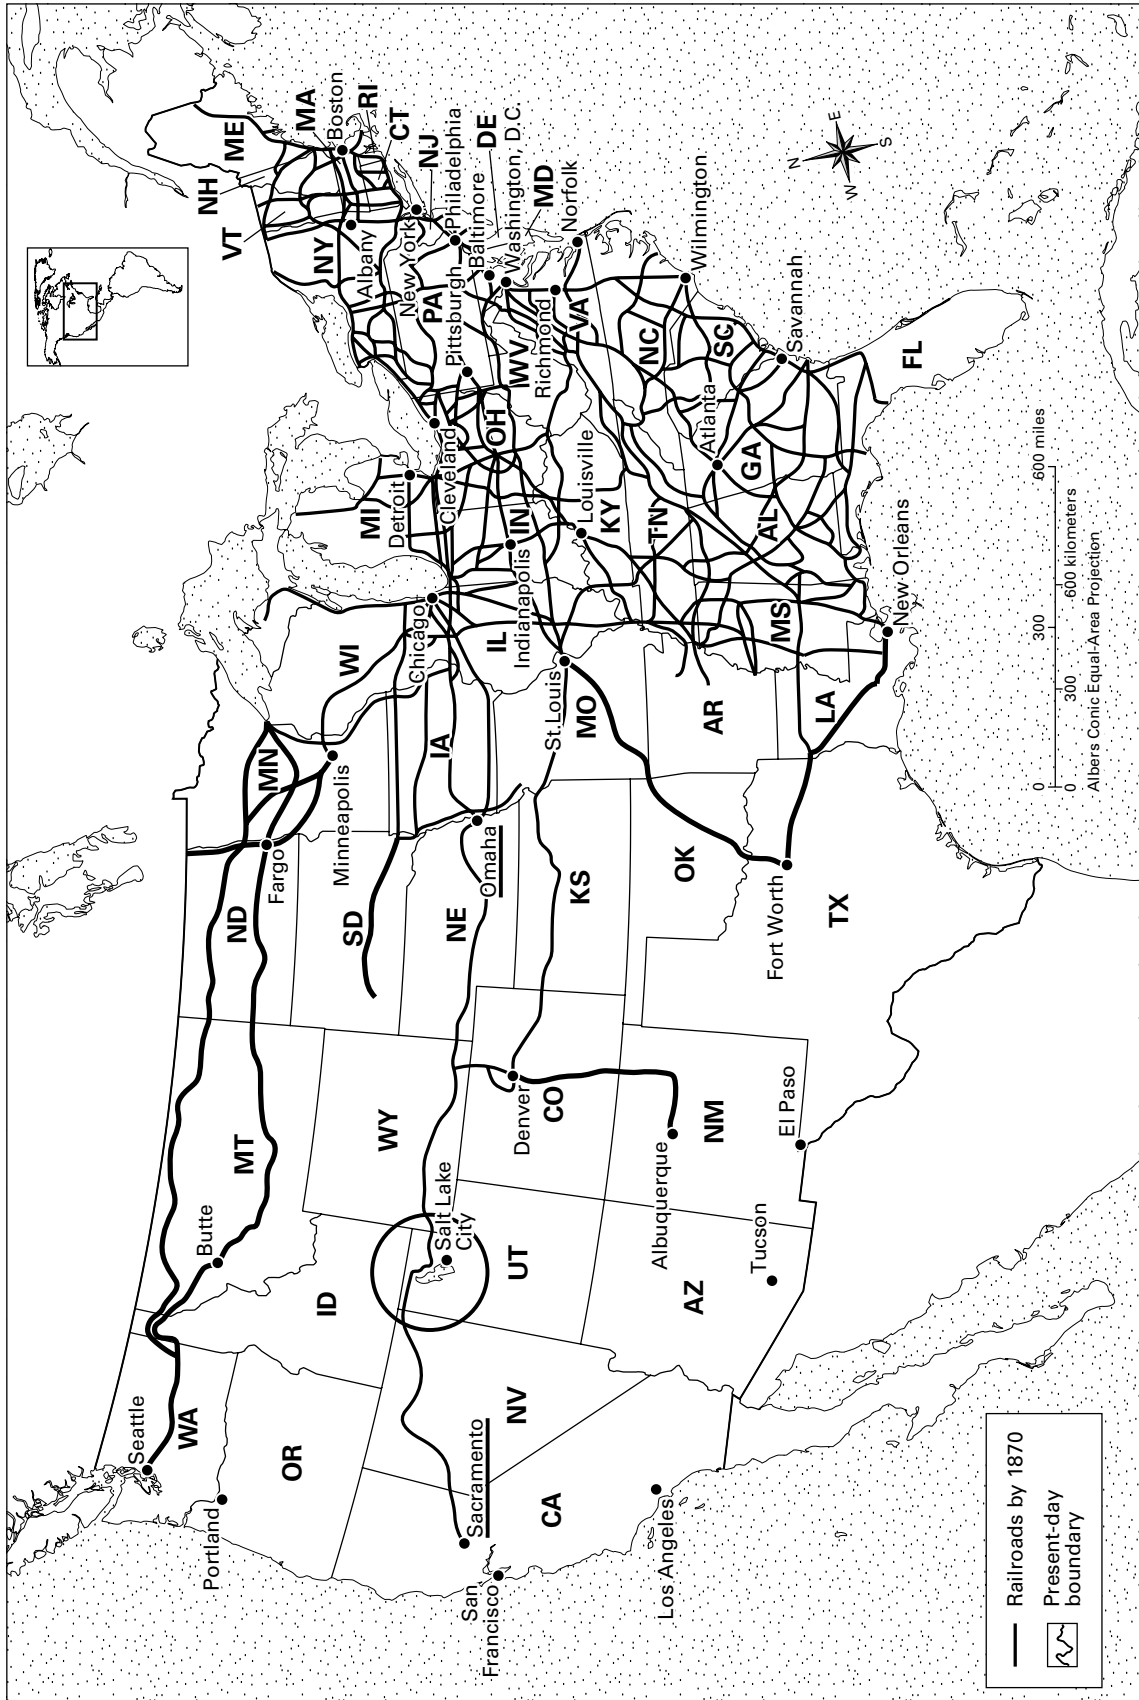 Seattle
WA
Portland
OR
ID
Butte
MT
ND
Fargo
MN
Minneapolis
SD
WI
MI
Detroit
ME
NH
VT
MA
Boston
RI
CT
NY
Albany
New York
NJ
PA
Philadelphia
Pittsburgh
Baltimore
DE
Washington, D.C.
MD
Norfolk
WV
Richmond
VA
OH
Cleveland
IN
Indianapolis
IL
Chicago
IA
NE
Omaha
WY
Salt Lake
City
UT
NV
Sacramento
San
Francisco
CA
Los Angeles
Denver
CO
KS
St. Louis
MO
Louisville
KY
TN
NC
Wilmington
SC
Atlanta
GA
Savannah
AL
MS
AR
LA
OK
Fort Worth
TX
NM
Albuquerque
AZ
Tucson
El Paso
New Orleans
FL
N
E
S
W
Railroads by 1870
Present-day
boundary
0
300
600 miles
0
300
600 kilometers
Albers Conic Equal-Area Projection